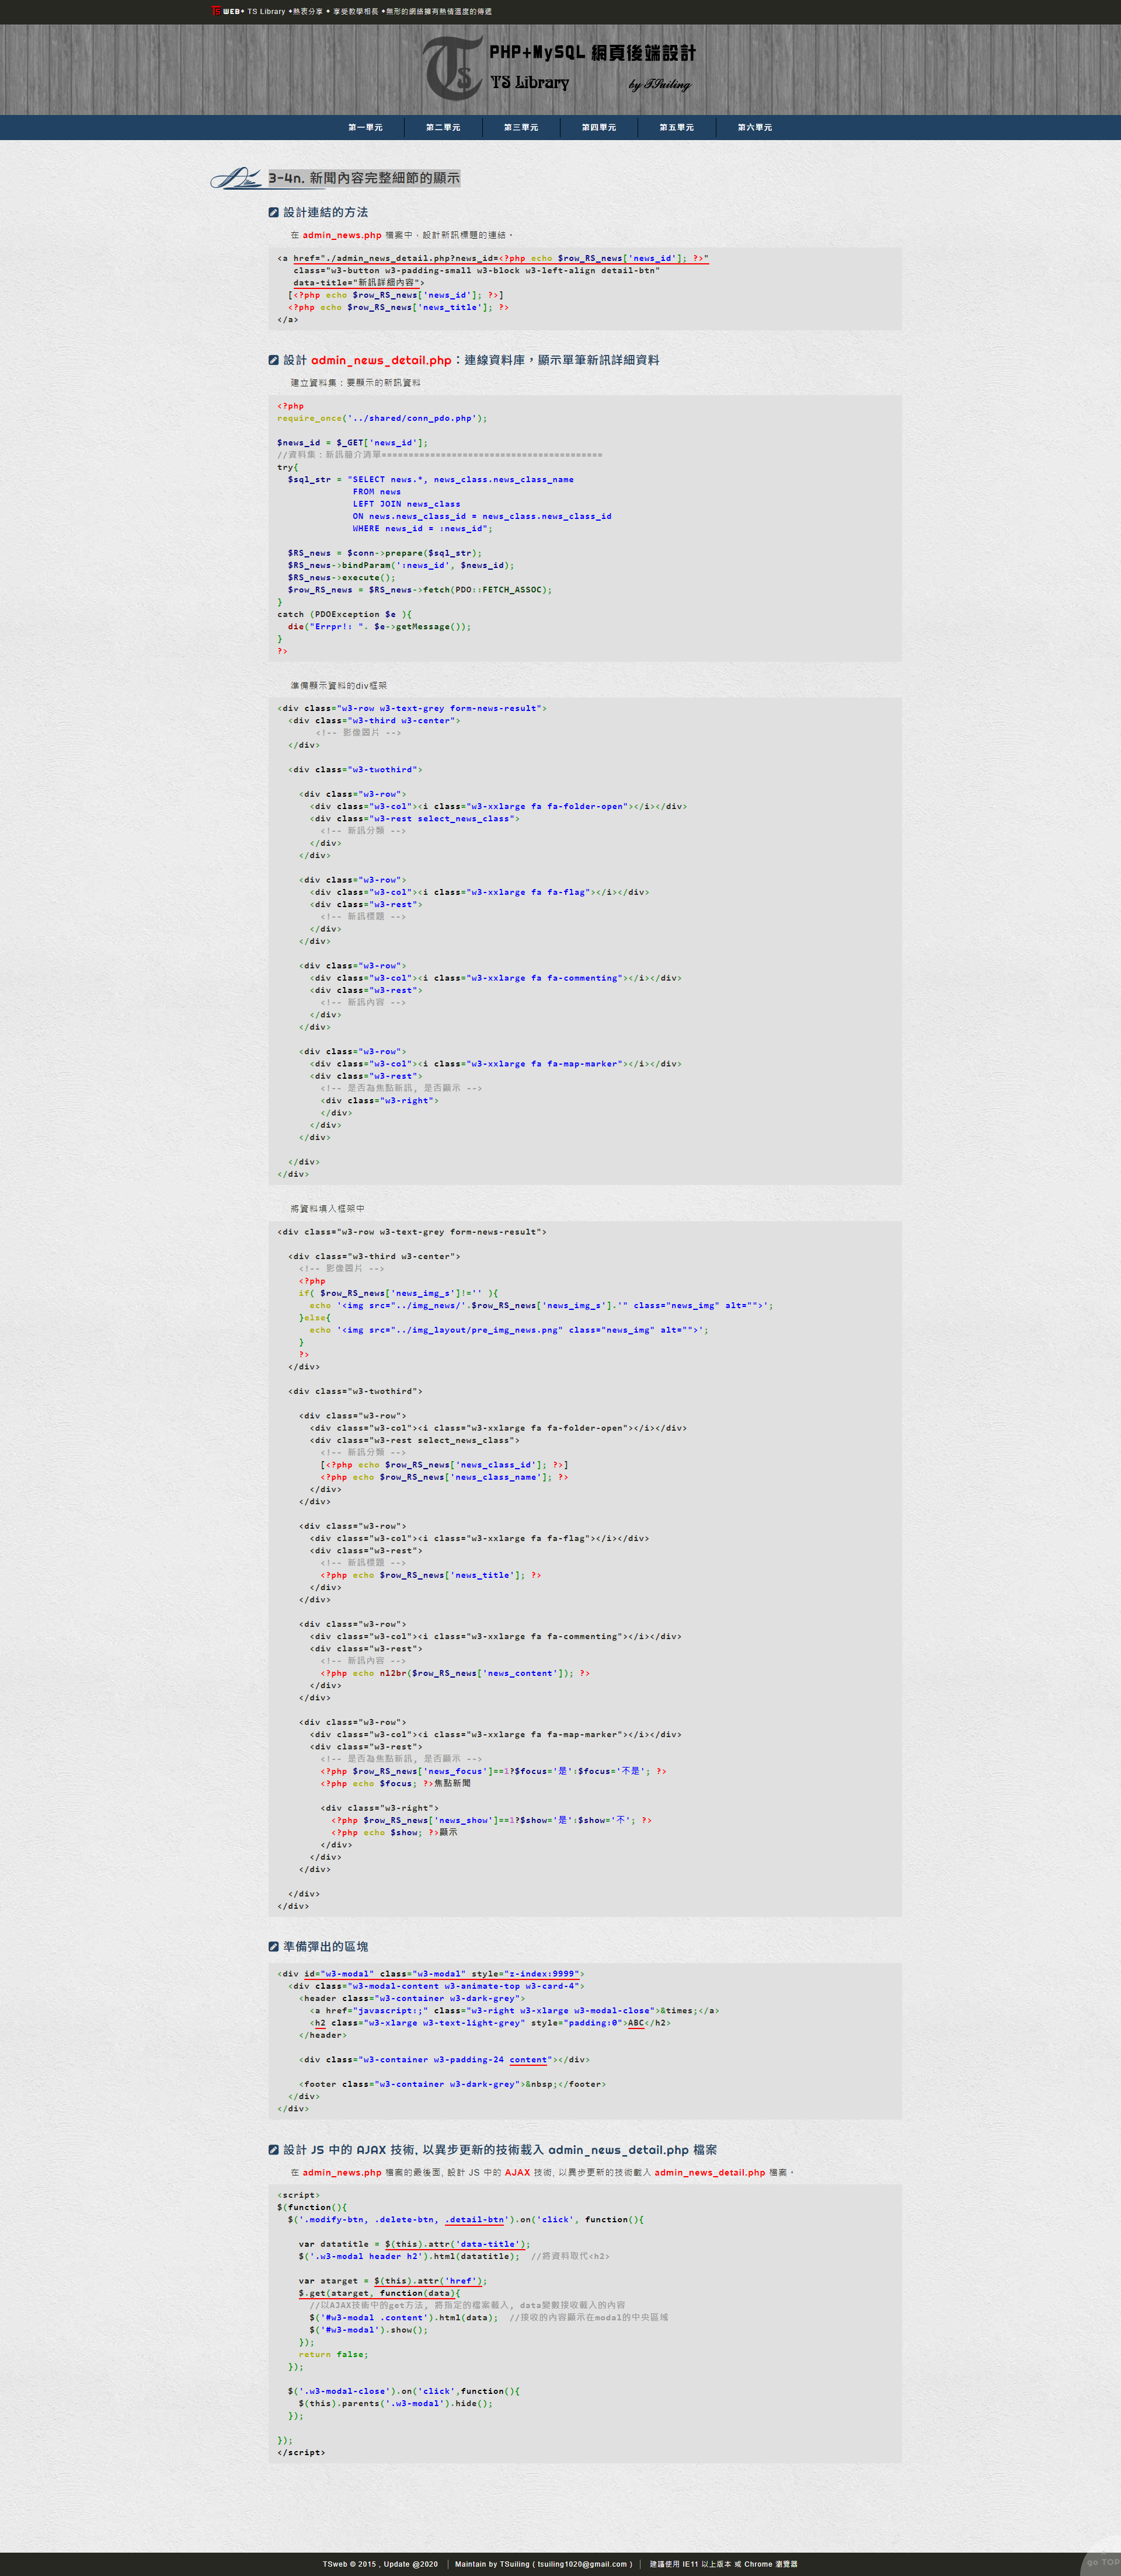 TS WEB✦ TS Library ✦熱衷分享 ✦ 享受教學相長 ✦無形的網絡擁有熱情溫度的傳遞
PHP+MySQL 網頁後端設計
TS Library by TSuiling
第一單元 第二單元 第三單元 第四單元 第五單元 第六單元
3-4n. 新聞內容完整細節的顯示
設計連結的方法
在 admin_news.php 檔案中，設計新訊標題的連結。
<a href="./admin_news_detail.php?news_id=<?php echo $row_RS_news['news_id']; ?>"
class="w3-button w3-padding-small w3-block w3-left-align detail-btn"
data-title="新訊詳細內容">
[<?php echo $row_RS_news['news_id']; ?>]
<?php echo $row_RS_news['news_title']; ?>
</a>
設計 admin_news_detail.php：連線資料庫，顯示單筆新訊詳細資料
建立資料集：要顯示的新訊資料
<?php
require_once('../shared/conn_pdo.php');
$news_id = $_GET['news_id'];
//資料集：新訊簡介清單=========================================
try{
$sql_str = "SELECT news.*, news_class.news_class_name
FROM news
LEFT JOIN news_class
ON news.news_class_id = news_class.news_class_id
WHERE news_id = :news_id";
$RS_news = $conn->prepare($sql_str);
$RS_news->bindParam(':news_id', $news_id);
$RS_news->execute();
$row_RS_news = $RS_news->fetch(PDO::FETCH_ASSOC);
}
catch (PDOException $e ){
die("Errpr!: ". $e->getMessage());
}
?>
準備顯示資料的div框架
<div class="w3-row w3-text-grey form-news-result">
<div class="w3-third w3-center">
<!-- 影像圖片 -->
</div>
<div class="w3-twothird">
<div class="w3-row">
<div class="w3-col"><i class="w3-xxlarge fa fa-folder-open"></i></div>
<div class="w3-rest select_news_class">
<!-- 新訊分類 -->
</div>
</div>
<div class="w3-row">
<div class="w3-col"><i class="w3-xxlarge fa fa-flag"></i></div>
<div class="w3-rest">
<!-- 新訊標題 -->
</div>
</div>
<div class="w3-row">
<div class="w3-col"><i class="w3-xxlarge fa fa-commenting"></i></div>
<div class="w3-rest">
<!-- 新訊內容 -->
</div>
</div>
<div class="w3-row">
<div class="w3-col"><i class="w3-xxlarge fa fa-map-marker"></i></div>
<div class="w3-rest">
<!-- 是否為焦點新訊, 是否顯示 -->
<div class="w3-right">
</div>
</div>
</div>
</div>
</div>
將資料填入框架中
<div class="w3-row w3-text-grey form-news-result">
<div class="w3-third w3-center">
<!-- 影像圖片 -->
<?php
if( $row_RS_news['news_img_s']!='' ){
echo '<img src="../img_news/'.$row_RS_news['news_img_s'].'" class="news_img" alt="">';
}else{
echo '<img src="../img_layout/pre_img_news.png" class="news_img" alt="">';
}
?>
</div>
<div class="w3-twothird">
<div class="w3-row">
<div class="w3-col"><i class="w3-xxlarge fa fa-folder-open"></i></div>
<div class="w3-rest select_news_class">
<!-- 新訊分類 -->
[<?php echo $row_RS_news['news_class_id']; ?>]
<?php echo $row_RS_news['news_class_name']; ?>
</div>
</div>
<div class="w3-row">
<div class="w3-col"><i class="w3-xxlarge fa fa-flag"></i></div>
<div class="w3-rest">
<!-- 新訊標題 -->
<?php echo $row_RS_news['news_title']; ?>
</div>
</div>
<div class="w3-row">
<div class="w3-col"><i class="w3-xxlarge fa fa-commenting"></i></div>
<div class="w3-rest">
<!-- 新訊內容 -->
<?php echo nl2br($row_RS_news['news_content']); ?>
</div>
</div>
<div class="w3-row">
<div class="w3-col"><i class="w3-xxlarge fa fa-map-marker"></i></div>
<div class="w3-rest">
<!-- 是否為焦點新訊, 是否顯示 -->
<?php $row_RS_news['news_focus']==1?$focus='是':$focus='不是'; ?>
<?php echo $focus; ?>焦點新聞
<div class="w3-right">
<?php $row_RS_news['news_show']==1?$show='是':$show='不'; ?>
<?php echo $show; ?>顯示
</div>
</div>
</div>
</div>
</div>
準備彈出的區塊
<div id="w3-modal" class="w3-modal" style="z-index:9999">
<div class="w3-modal-content w3-animate-top w3-card-4">
<header class="w3-container w3-dark-grey">
<a href="javascript:;" class="w3-right w3-xlarge w3-modal-close">&times;</a>
<h2 class="w3-xlarge w3-text-light-grey" style="padding:0">ABC</h2>
</header>
<div class="w3-container w3-padding-24 content"></div>
<footer class="w3-container w3-dark-grey">&nbsp;</footer>
</div>
</div>
設計 JS 中的 AJAX 技術, 以異步更新的技術載入 admin_news_detail.php 檔案
在 admin_news.php 檔案的最後面, 設計 JS 中的 AJAX 技術, 以異步更新的技術載入 admin_news_detail.php 檔案。
<script>
$(function(){
$('.modify-btn, .delete-btn, .detail-btn').on('click', function(){
var datatitle = $(this).attr('data-title');
$('.w3-modal header h2').html(datatitle); //將資料取代<h2>
var atarget = $(this).attr('href');
$.get(atarget, function(data){
//以AJAX技術中的get方法, 將指定的檔案載入, data變數接收載入的內容
$('#w3-modal .content').html(data); //接收的內容顯示在modal的中央區域
$('#w3-modal').show();
});
return false;
});
$('.w3-modal-close').on('click',function(){
$(this).parents('.w3-modal').hide();
});
});
</script>
go TOP
TSweb © 2015 , Update @2020 | Maintain by TSuiling ( tsuiling1020@gmail.com ) | 建議使用 IE11 以上版本 或 Chrome 瀏覽器